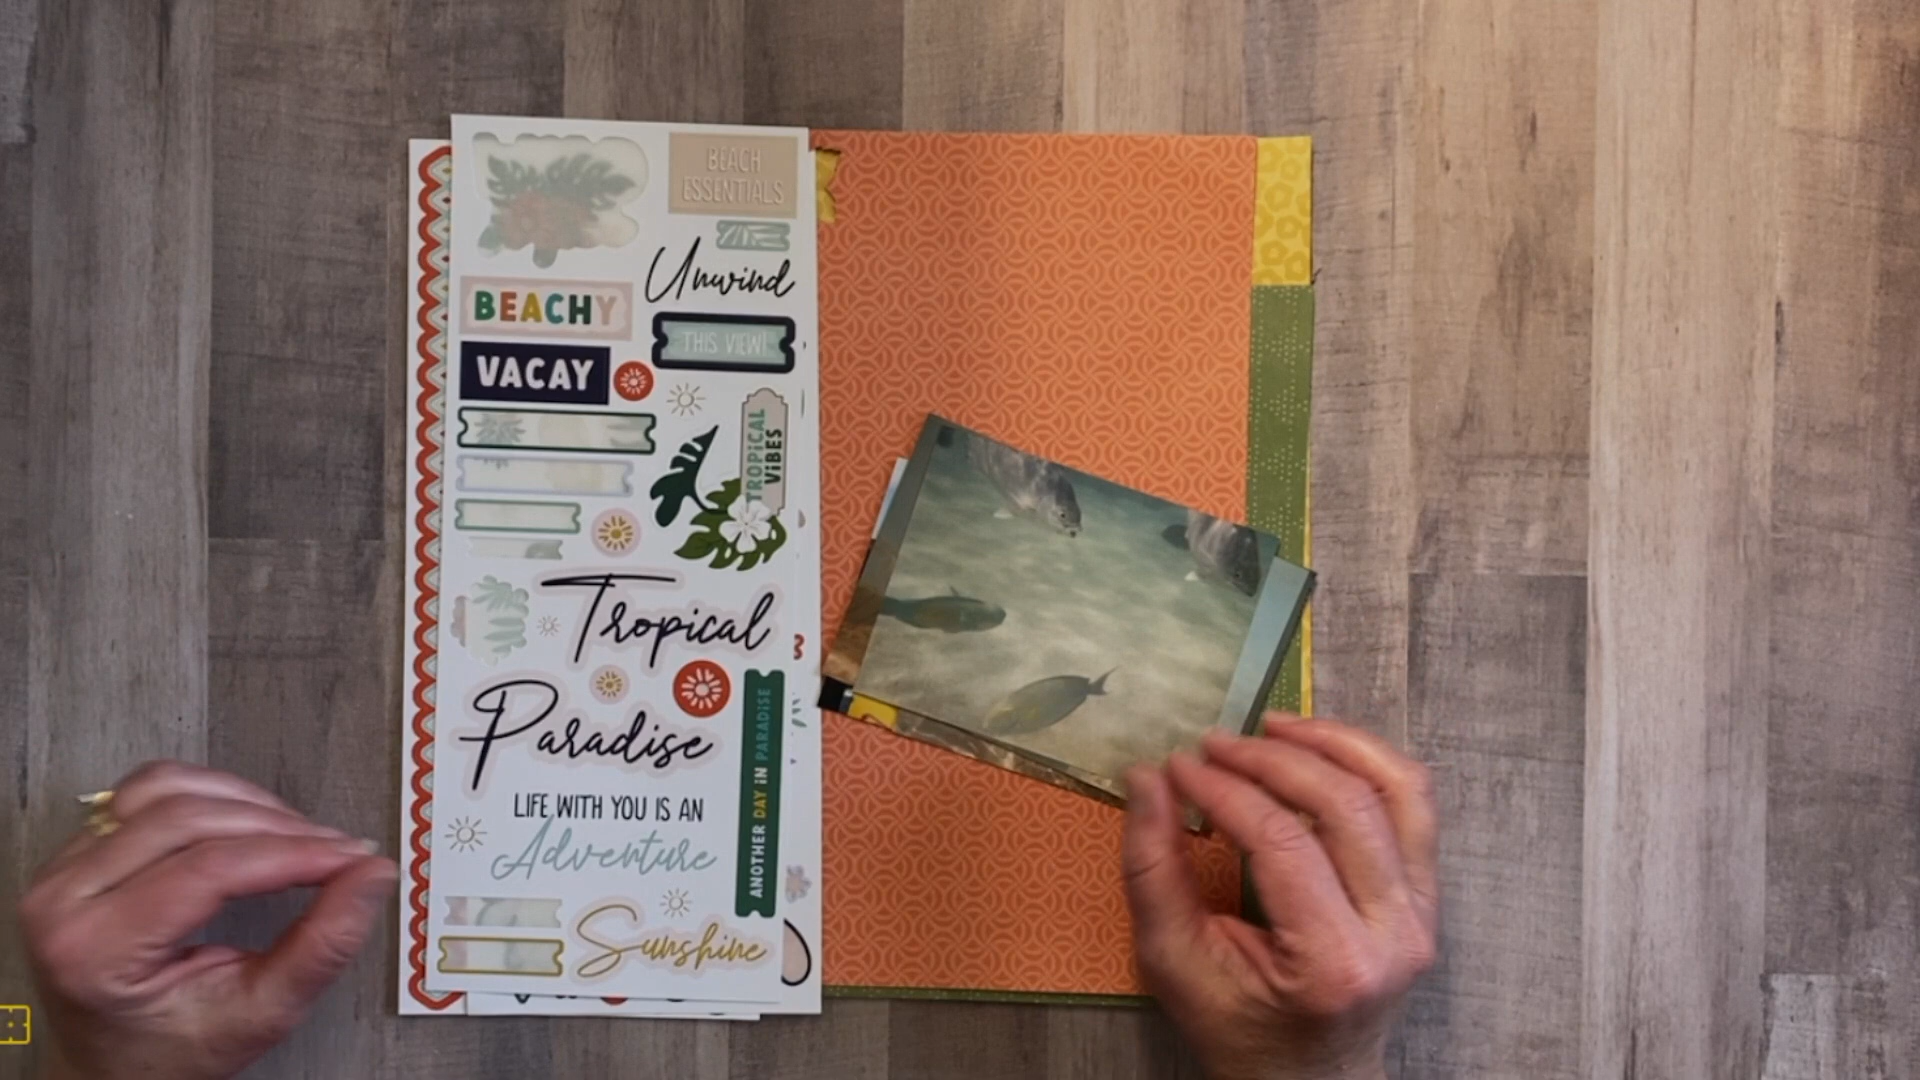 BEACH
ESSENTIALS
Unwind
BEACHY
THIS VIEW!
VACAY
TROPICAL
VIBES
Tropical
Paradise
ANOTHER DAY IN PARADISE
LIFE WITH YOU IS AN
Adventure
Sunshine